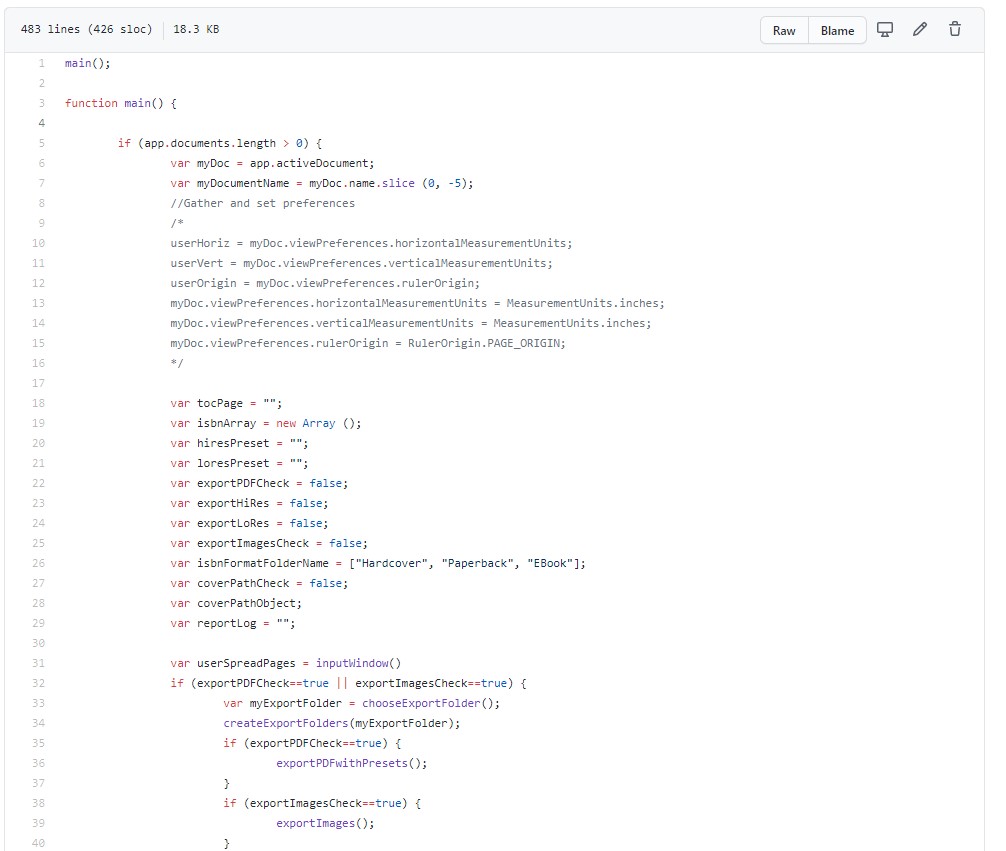 483 lines (426 sloc) 18.3 KB Raw Blame
1 main();
2
3 function main() {
4
5 if (app.documents.length > 0) {
6 var myDoc = app.activeDocument;
7 var myDocumentName = myDoc.name.slice (0, -5);
8 //Gather and set preferences
9 /*
10 userHoriz = myDoc.viewPreferences.horizontalMeasurementUnits;
11 userVert = myDoc.viewPreferences.verticalMeasurementUnits;
12 userOrigin = myDoc.viewPreferences.rulerOrigin;
13 myDoc.viewPreferences.horizontalMeasurementUnits = MeasurementUnits.inches;
14 myDoc.viewPreferences.verticalMeasurementUnits = MeasurementUnits.inches;
15 myDoc.viewPreferences.rulerOrigin = RulerOrigin.PAGE_ORIGIN;
16 */
17
18 var tocPage = "";
19 var isbnArray = new Array ();
20 var hiresPreset = "";
21 var loresPreset = "";
22 var exportPDFCheck = false;
23 var exportHiRes = false;
24 var exportLoRes = false;
25 var exportImagesCheck = false;
26 var isbnFormatFolderName = ["Hardcover", "Paperback", "EBook"];
27 var coverPathCheck = false;
28 var coverPathObject;
29 var reportLog = "";
30
31 var userSpreadPages = inputWindow()
32 if (exportPDFCheck==true || exportImagesCheck==true) {
33 var myExportFolder = chooseExportFolder();
34 createExportFolders(myExportFolder);
35 if (exportPDFCheck==true) {
36 exportPDFwithPresets();
37 }
38 if (exportImagesCheck==true) {
39 exportImages();
40 }